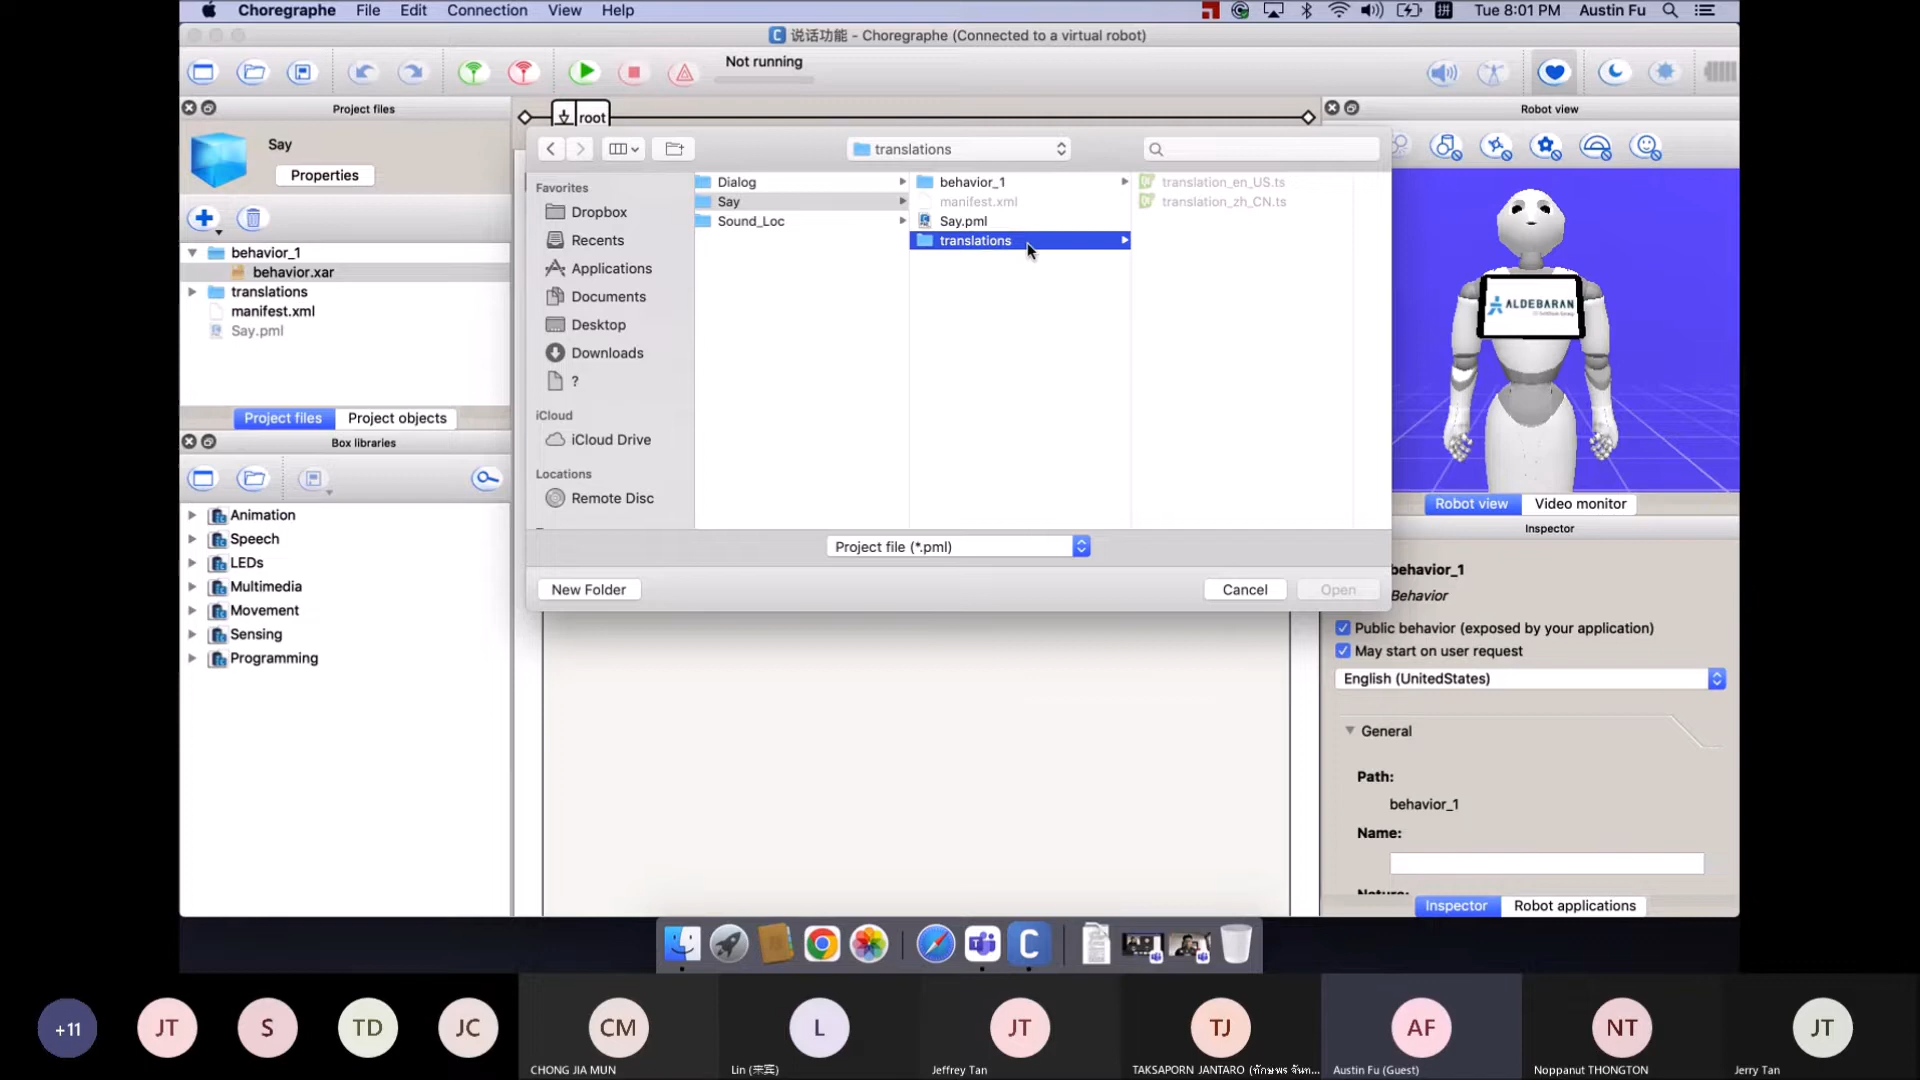 Choregraphe File Edit Connection View Help
Tue 8:01 PM Austin Fu
说话功能 - Choregraphe (Connected to a virtual robot)
Not running
Project files
Say
Properties
behavior_1
behavior.xar
translations
manifest.xml
Say.pml
Project files Project objects
Box libraries
Animation
Speech
LEDs
Multimedia
Movement
Sensing
Programming
root
translations
Favorites
Dropbox
Recents
Applications
Documents
Desktop
Downloads
?
iCloud
iCloud Drive
Locations
Remote Disc
Dialog
Say
Sound_Loc
behavior_1
manifest.xml
Say.pml
translations
translation_en_US.ts
translation_zh_CN.ts
Project file (*.pml)
New Folder
Cancel Open
Robot view
ALDEBARAN
Robot view Video monitor
Inspector
behavior_1
Behavior
Public behavior (exposed by your application)
May start on user request
English (UnitedStates)
General
Path:
behavior_1
Name:
Nature:
Inspector Robot applications
+11 JT S TD JC CM L JT TJ AF NT JT
CHONG JIA MUN
Jeffrey Tan
TAKSAPORN JANTARO
Austin Fu (Guest)
Noppanut THONGTON
Jerry Tan